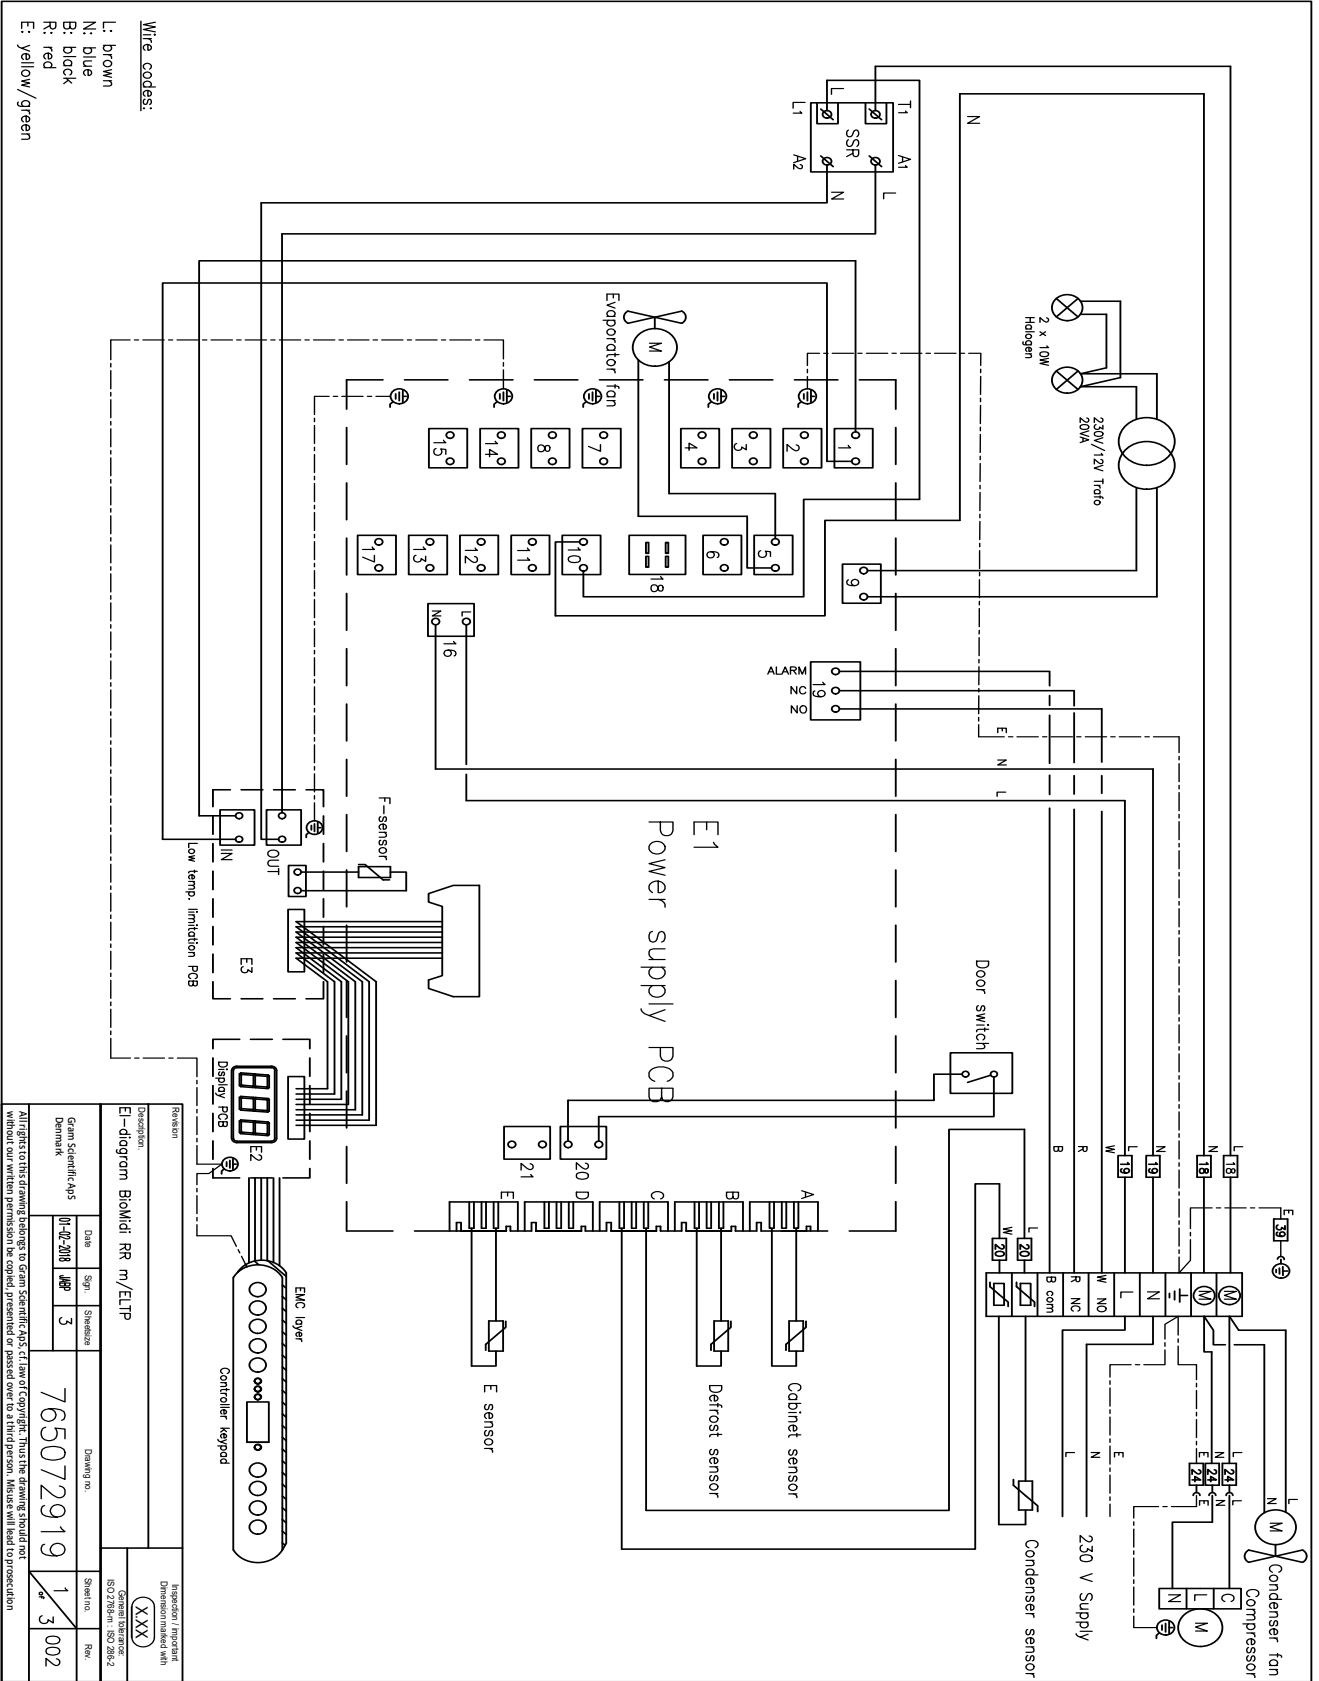 Wire codes:
L: brown
N: blue
B: black
R: red
E: yellow/green
L1
T1
SSR
A2
A1
L
N
L
N
2 x 10W
Halogen
230V/12V Trafo
20VA
Evaporator fan
M
1
2
3
4
7
8
14
15
5
6
18
10
11
12
13
17
9
16
L
N
19
ALARM
NC
NO
E
N
L
E1
Power supply PCB
F-sensor
OUT
IN
Low temp. limitation PCB
E3
Display PCB
E2
Door switch
20
21
A
B
C
D
E
Cabinet sensor
Defrost sensor
E sensor
EMC layer
Controller keypad
L
18
N
18
N
19
L
19
W
R
B
L
20
W
20
E
39
M
M
N
L
W NO
R NC
B com
L
N
E
24
24
24
L
N
E
L
N
M
Condenser fan
Compressor
C
L
N
M
E
N
L
230 V Supply
Condenser sensor
Revision
Description:
El-diagram BioMidi RR m/ELTP
Inspection / important
Dimension marked with
X.XX
General tolerance:
ISO 2768-m : ISO 286-2
Gram Scientific ApS
Denmark
Date
01-02-2018
Sign.
JABP
Sheetsize
3
Drawing no.
765072919
Sheet no.
1 of 3
Rev.
002
All rights to this drawing belongs to Gram Scientific ApS, cf. law of Copyright. Thus the drawing should not
without our written permission be copied, presented or passed over to a third person. Misuse will lead to prosecution